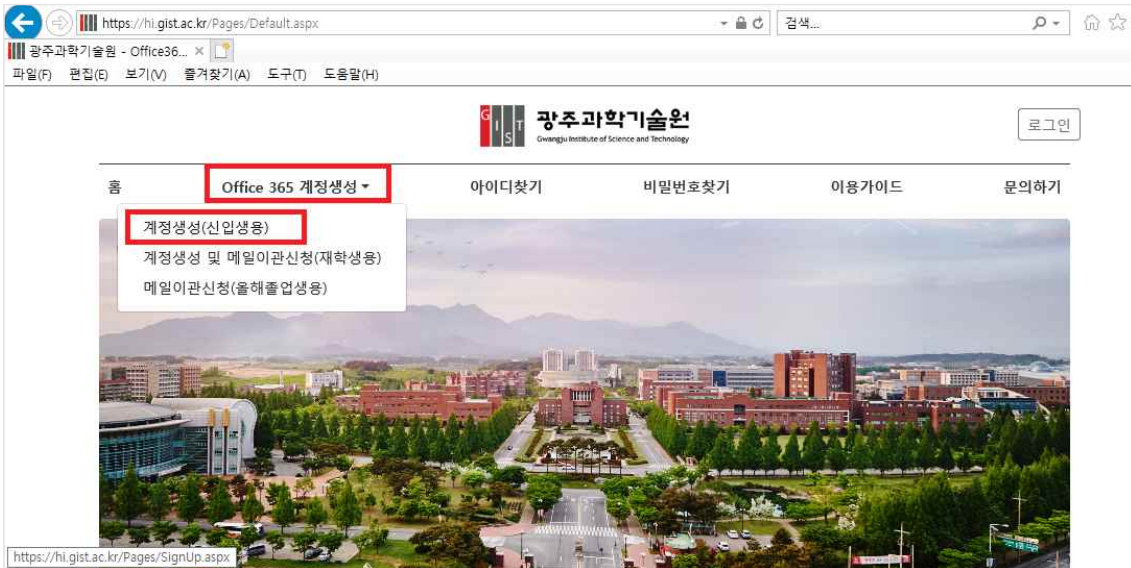 https://hi.gist.ac.kr/Pages/Default.aspx
검색...
광주과학기술원 - Office36...
파일(F) 편집(E) 보기(V) 즐겨찾기(A) 도구(T) 도움말(H)
GIST
광주과학기술원
Gwangju Institute of Science and Technology
로그인
홈 Office 365 계정생성 아이디찾기 비밀번호찾기 이용가이드 문의하기
계정생성(신입생용)
계정생성 및 메일이관신청(재학생용)
메일이관신청(올해졸업생용)
https://hi.gist.ac.kr/Pages/SignUp.aspx